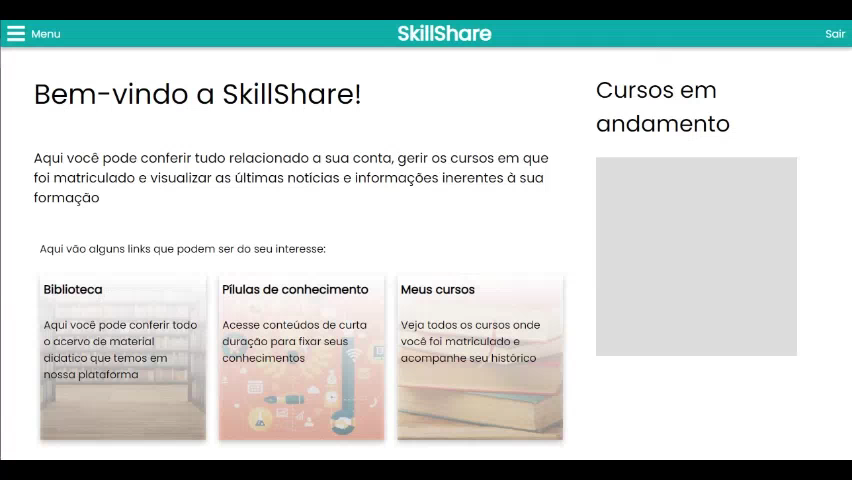 Menu
SkillShare
Sair
Bem-vindo a SkillShare!
Aqui você pode conferir tudo relacionado a sua conta, gerir os cursos em que
foi matriculado e visualizar as últimas notícias e informações inerentes à sua
formação
Aqui vão alguns links que podem ser do seu interesse:
Biblioteca
Aqui você pode conferir todo
o acervo de material
didatico que temos em
nossa plataforma
Pílulas de conhecimento
Acesse conteúdos de curta
duração para fixar seus
conhecimentos
Meus cursos
Veja todos os cursos onde
você foi matriculado e
acompanhe seu histórico
Cursos em
andamento